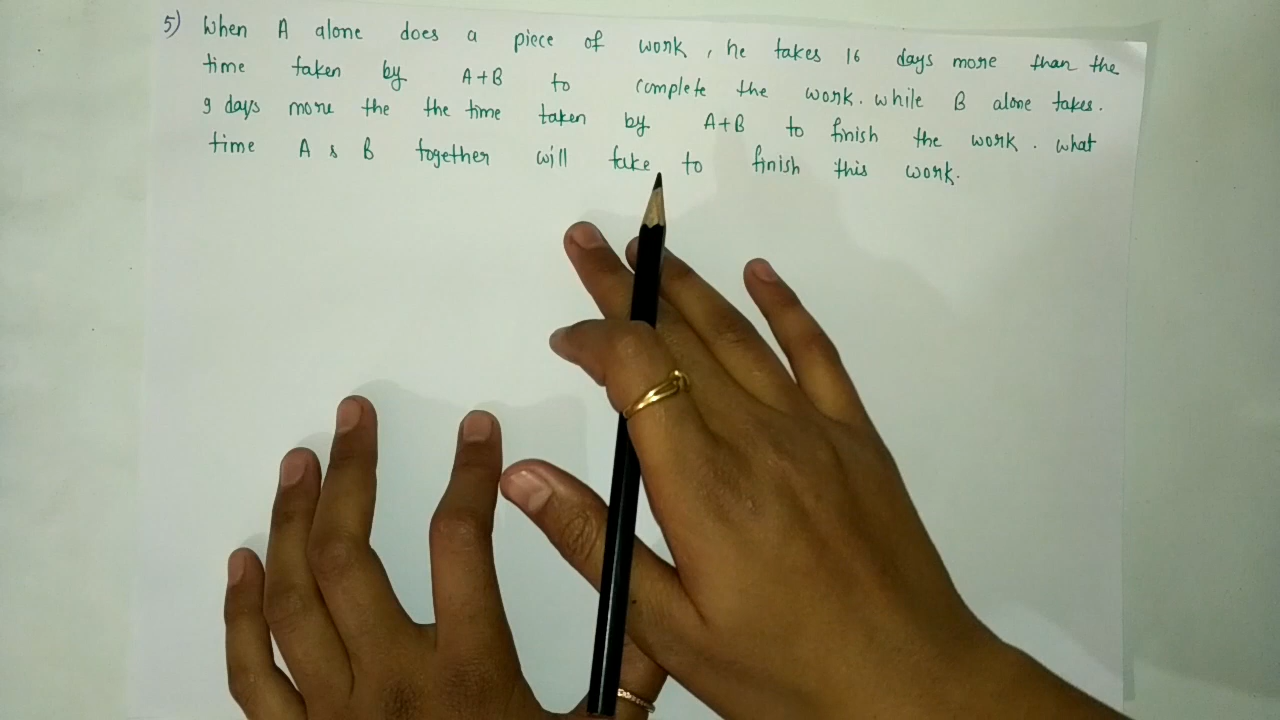 5) When A alone does a piece of work, he takes 16 days more than the
time taken by A+B to complete the work. while B alone takes.
9 days more the the time taken by A+B to finish the work. what
time A & B together will take to finish this work.